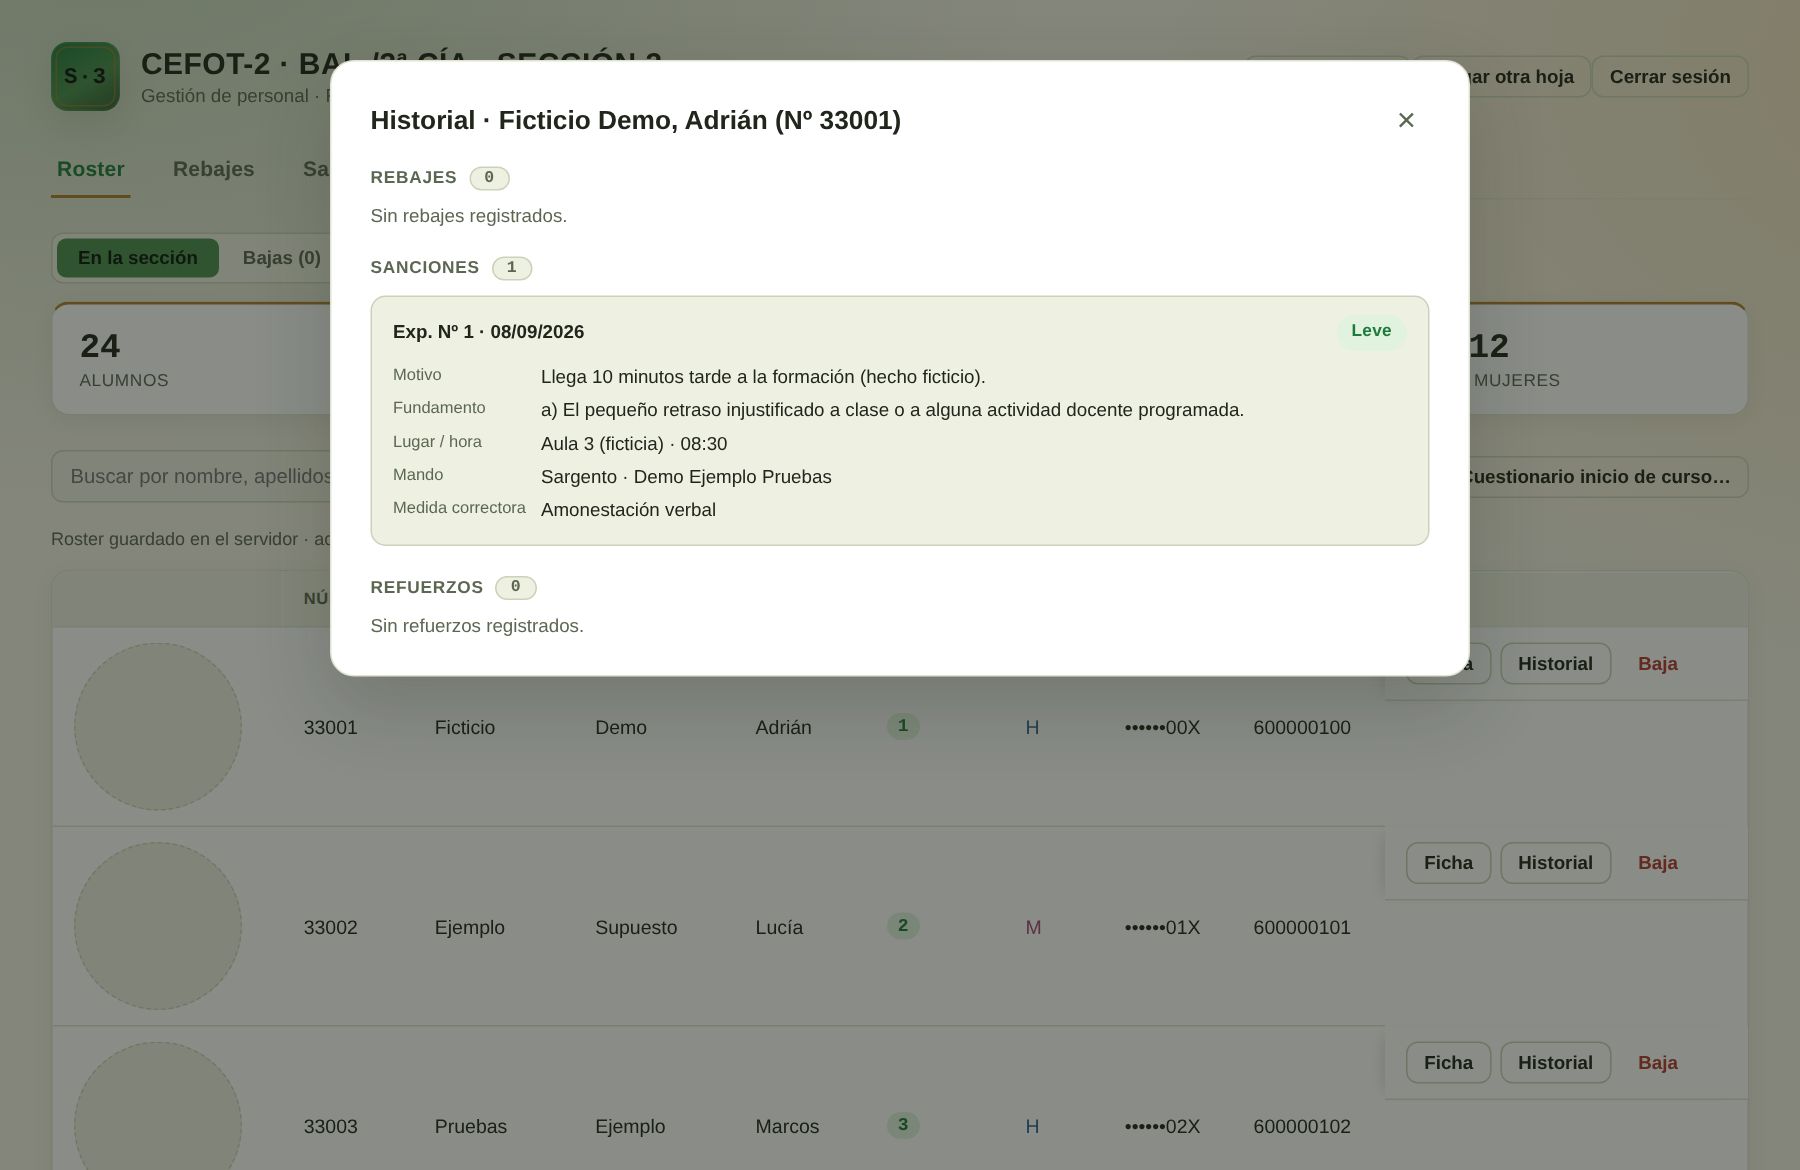 S·3
CEFOT-2 · 
Gestión de personal ·
ar otra hoja
Cerrar sesión
Roster
Rebajes
En la sección
Bajas (0)
24
ALUMNOS
12
MUJERES
Buscar por nombre, apellidos
Cuestionario inicio de curso…
Roster guardado en el servidor ·
Historial · Ficticio Demo, Adrián (Nº 33001)
✕
REBAJES 0
Sin rebajes registrados.
SANCIONES 1
Exp. Nº 1 · 08/09/2026
Leve
Motivo Llega 10 minutos tarde a la formación (hecho ficticio).
Fundamento a) El pequeño retraso injustificado a clase o a alguna actividad docente programada.
Lugar / hora Aula 3 (ficticia) · 08:30
Mando Sargento · Demo Ejemplo Pruebas
Medida correctora Amonestación verbal
REFUERZOS 0
Sin refuerzos registrados.
Historial Baja
33001 Ficticio Demo Adrián 1 H ••••••00X 600000100
Ficha Historial Baja
33002 Ejemplo Supuesto Lucía 2 M ••••••01X 600000101
Ficha Historial Baja
33003 Pruebas Ejemplo Marcos 3 H ••••••02X 600000102